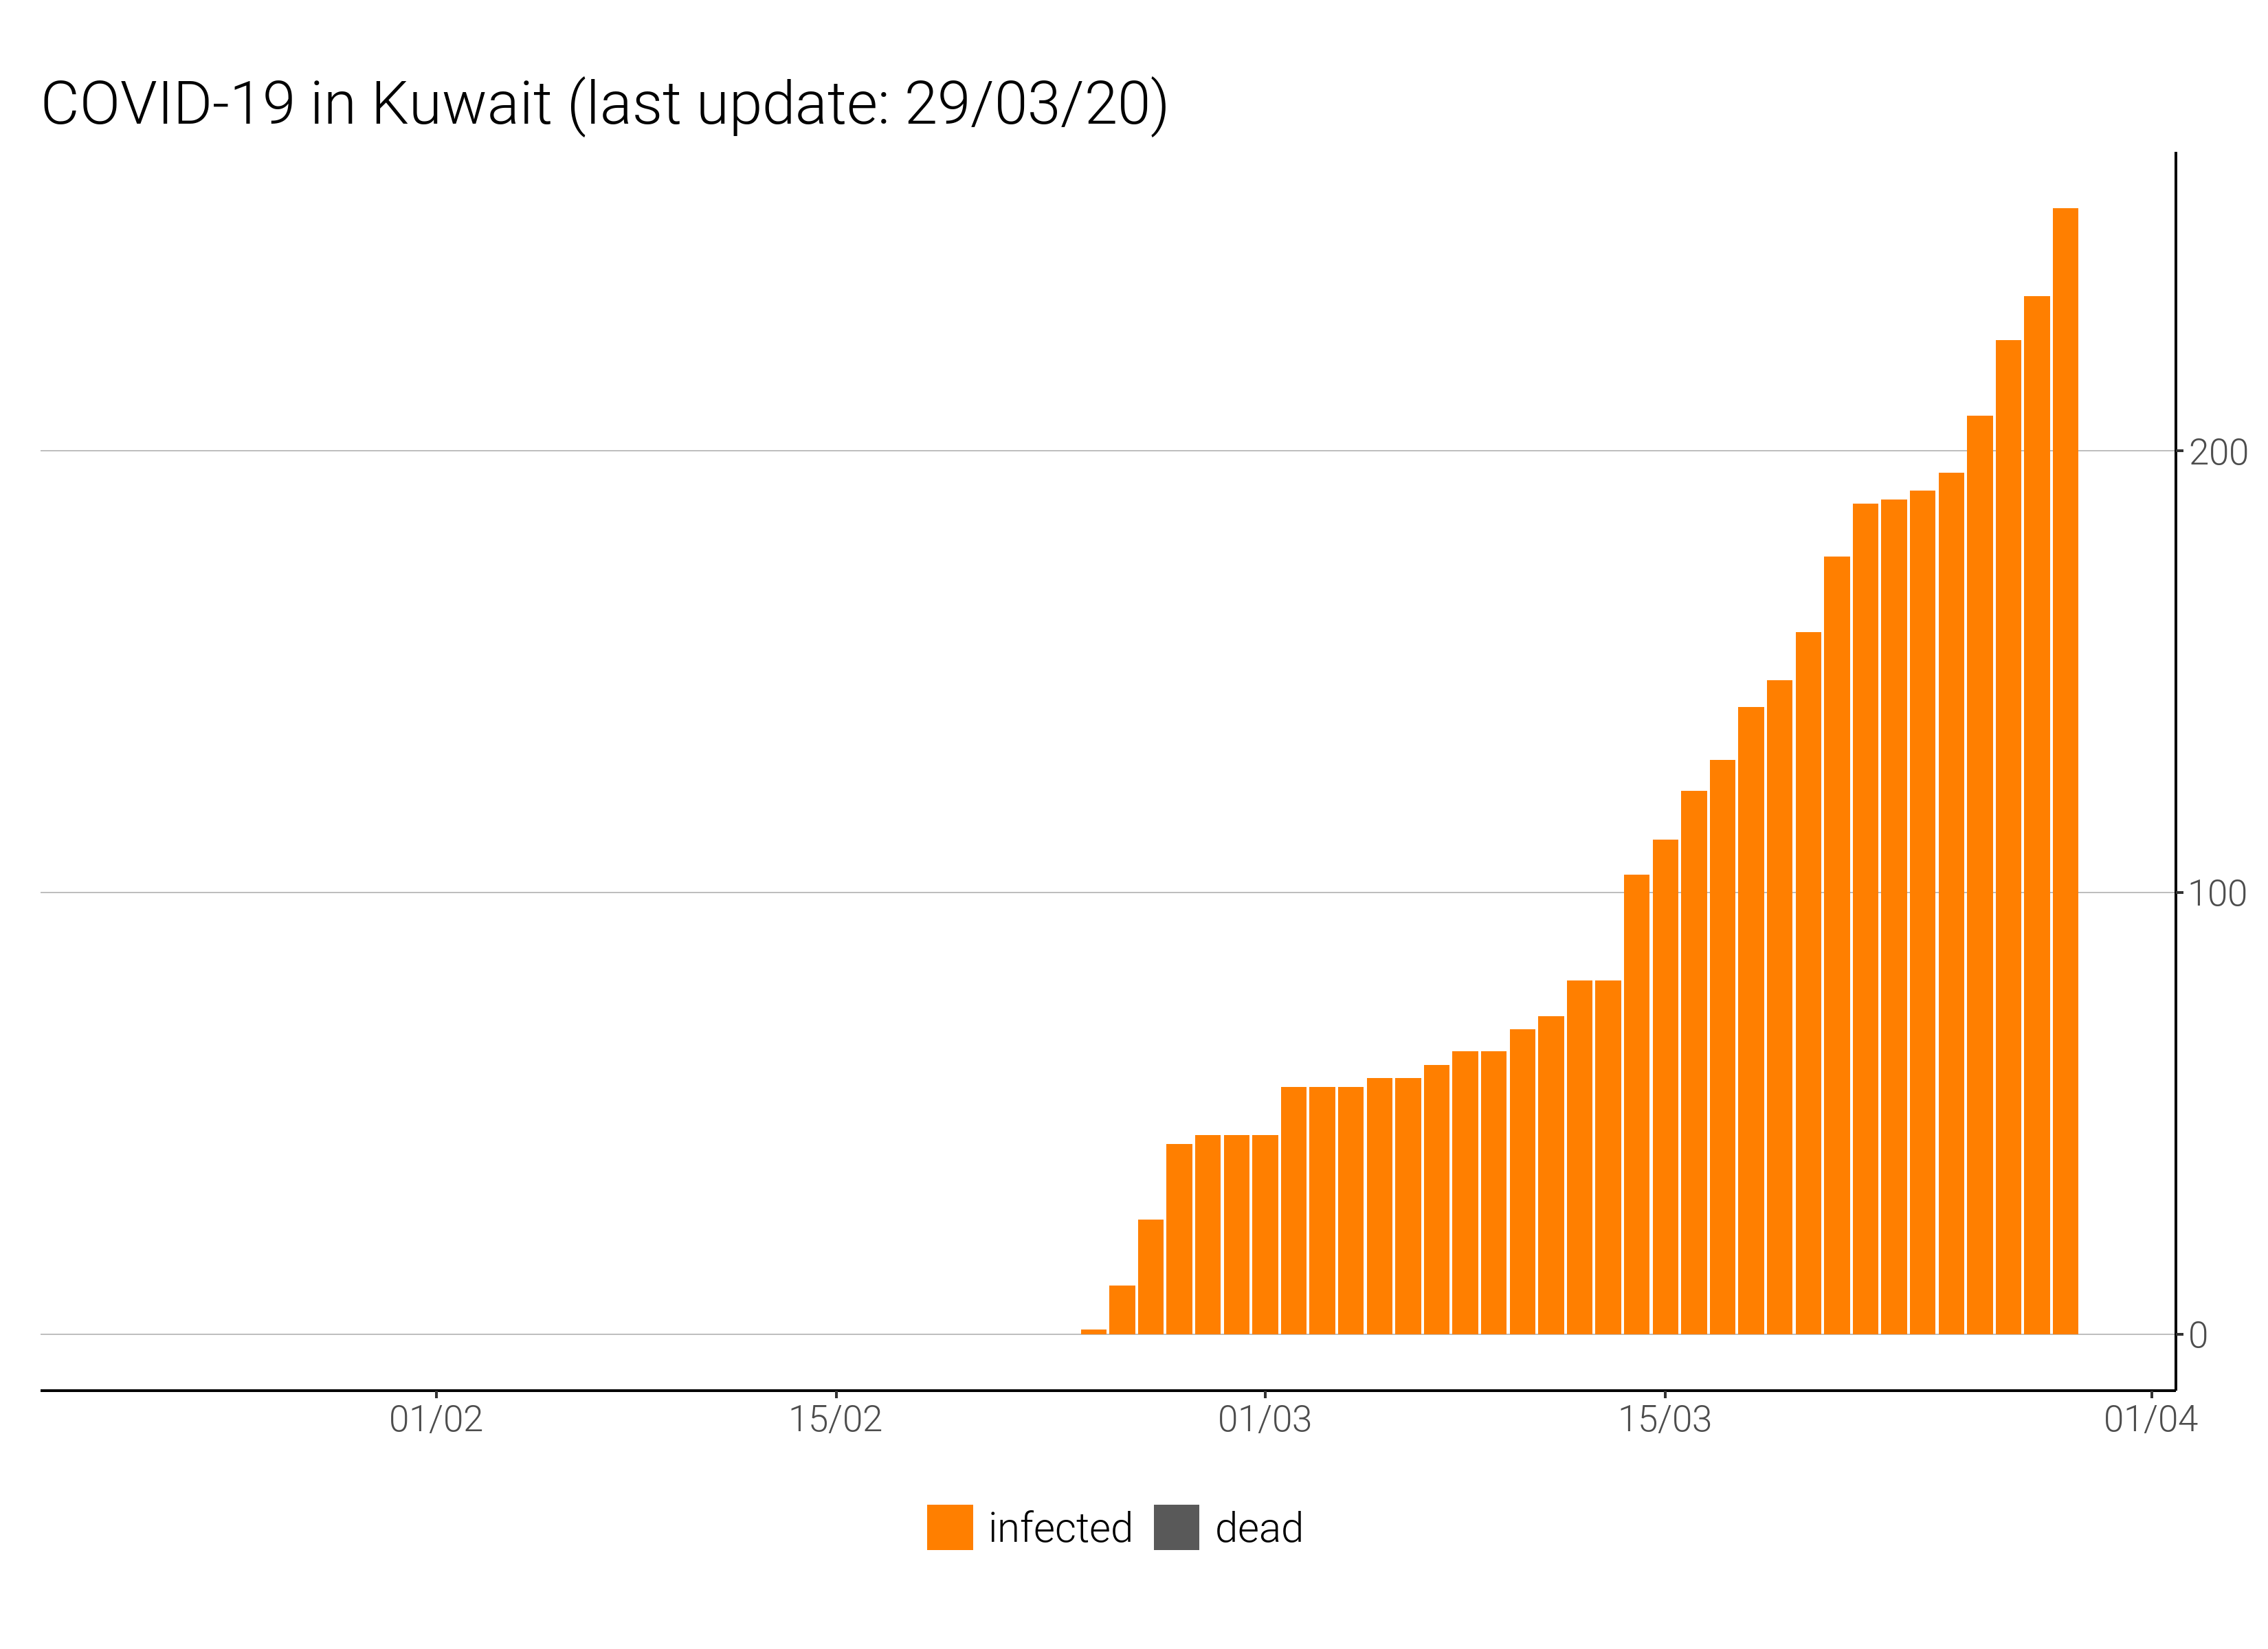 COVID-19 in Kuwait (last update: 29/03/20)
200
100
0
01/02 15/02 01/03 15/03 01/04
infected dead